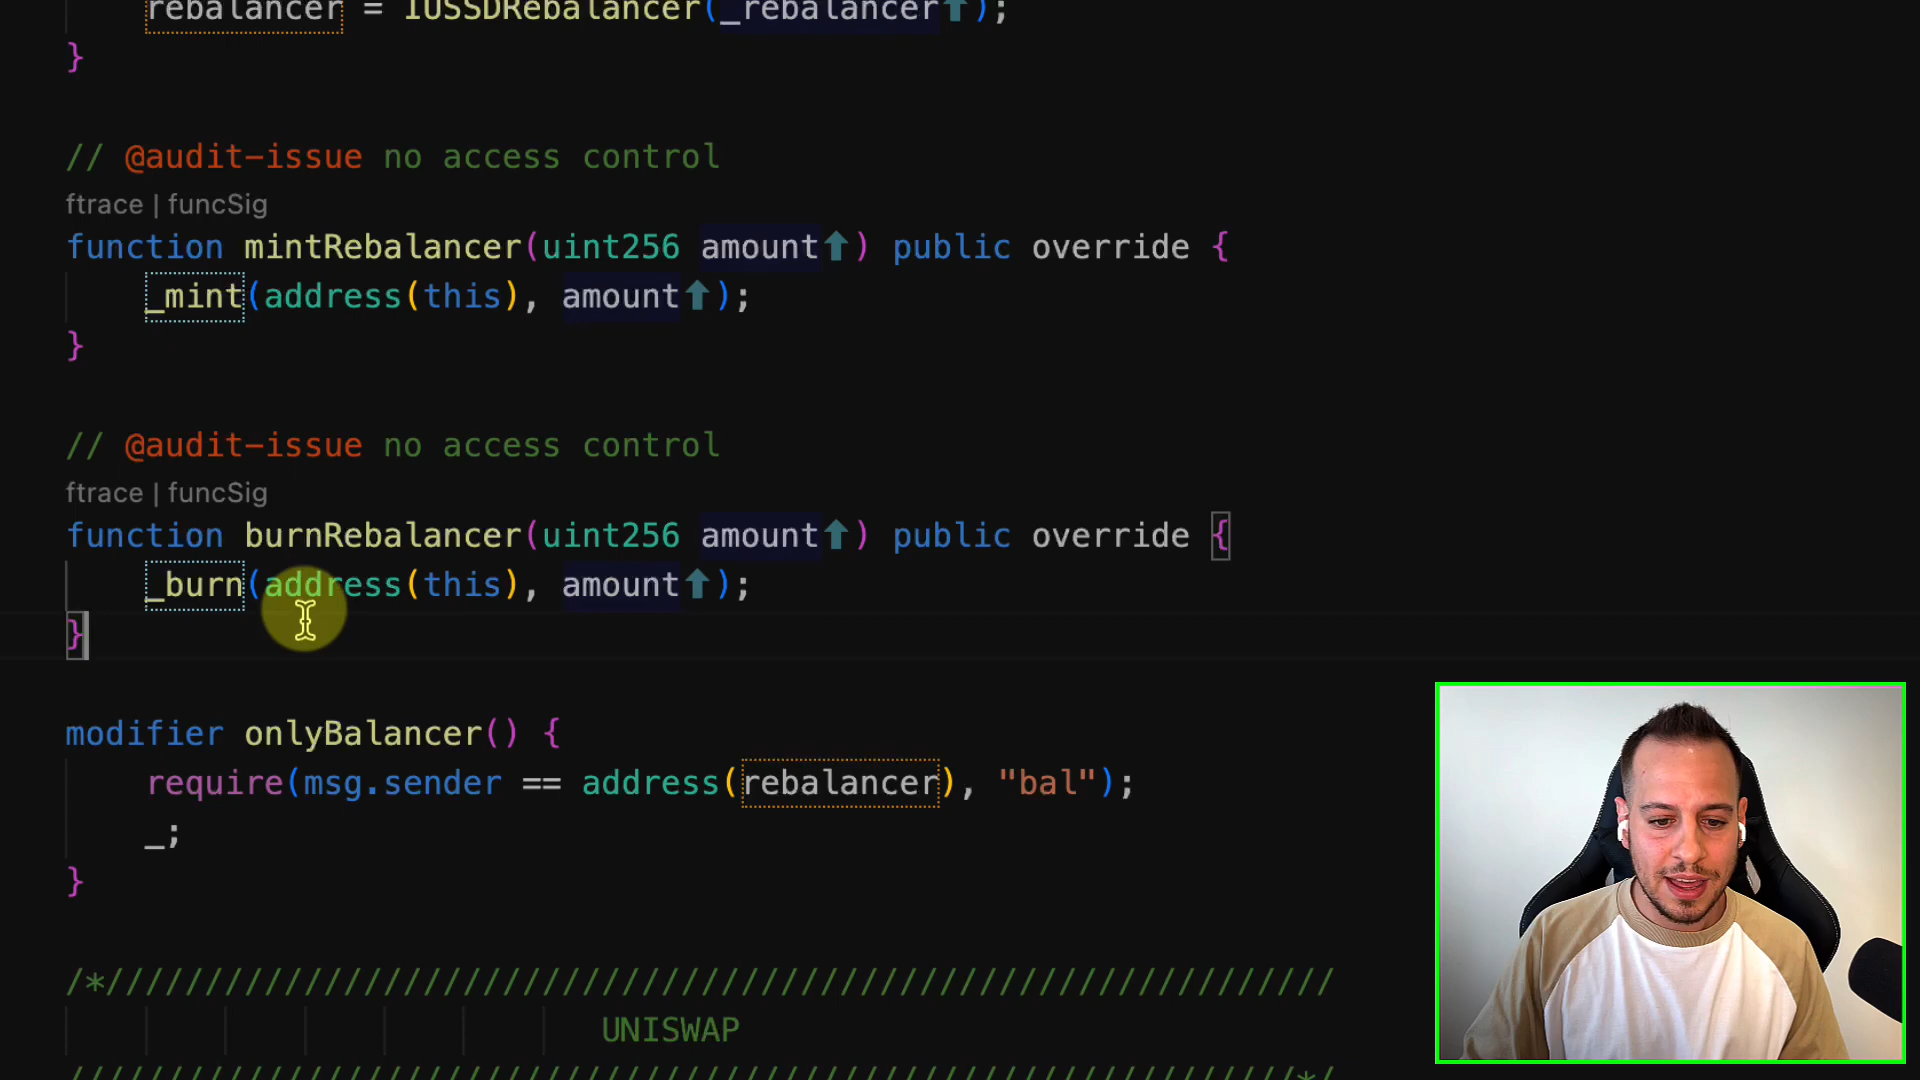 rebalancer = IUSSDRebalancer(_rebalancer⬆);
}
// @audit-issue no access control
ftrace | funcSig
function mintRebalancer(uint256 amount⬆) public override {
_mint(address(this), amount⬆);
}
// @audit-issue no access control
ftrace | funcSig
function burnRebalancer(uint256 amount⬆) public override {
_burn(address(this), amount⬆);
}
modifier onlyBalancer() {
require(msg.sender == address(rebalancer), "bal");
_;
}
/*//////////////////////////////////////////////////////////////
UNISWAP
//////////////////////////////////////////////////////////////*/